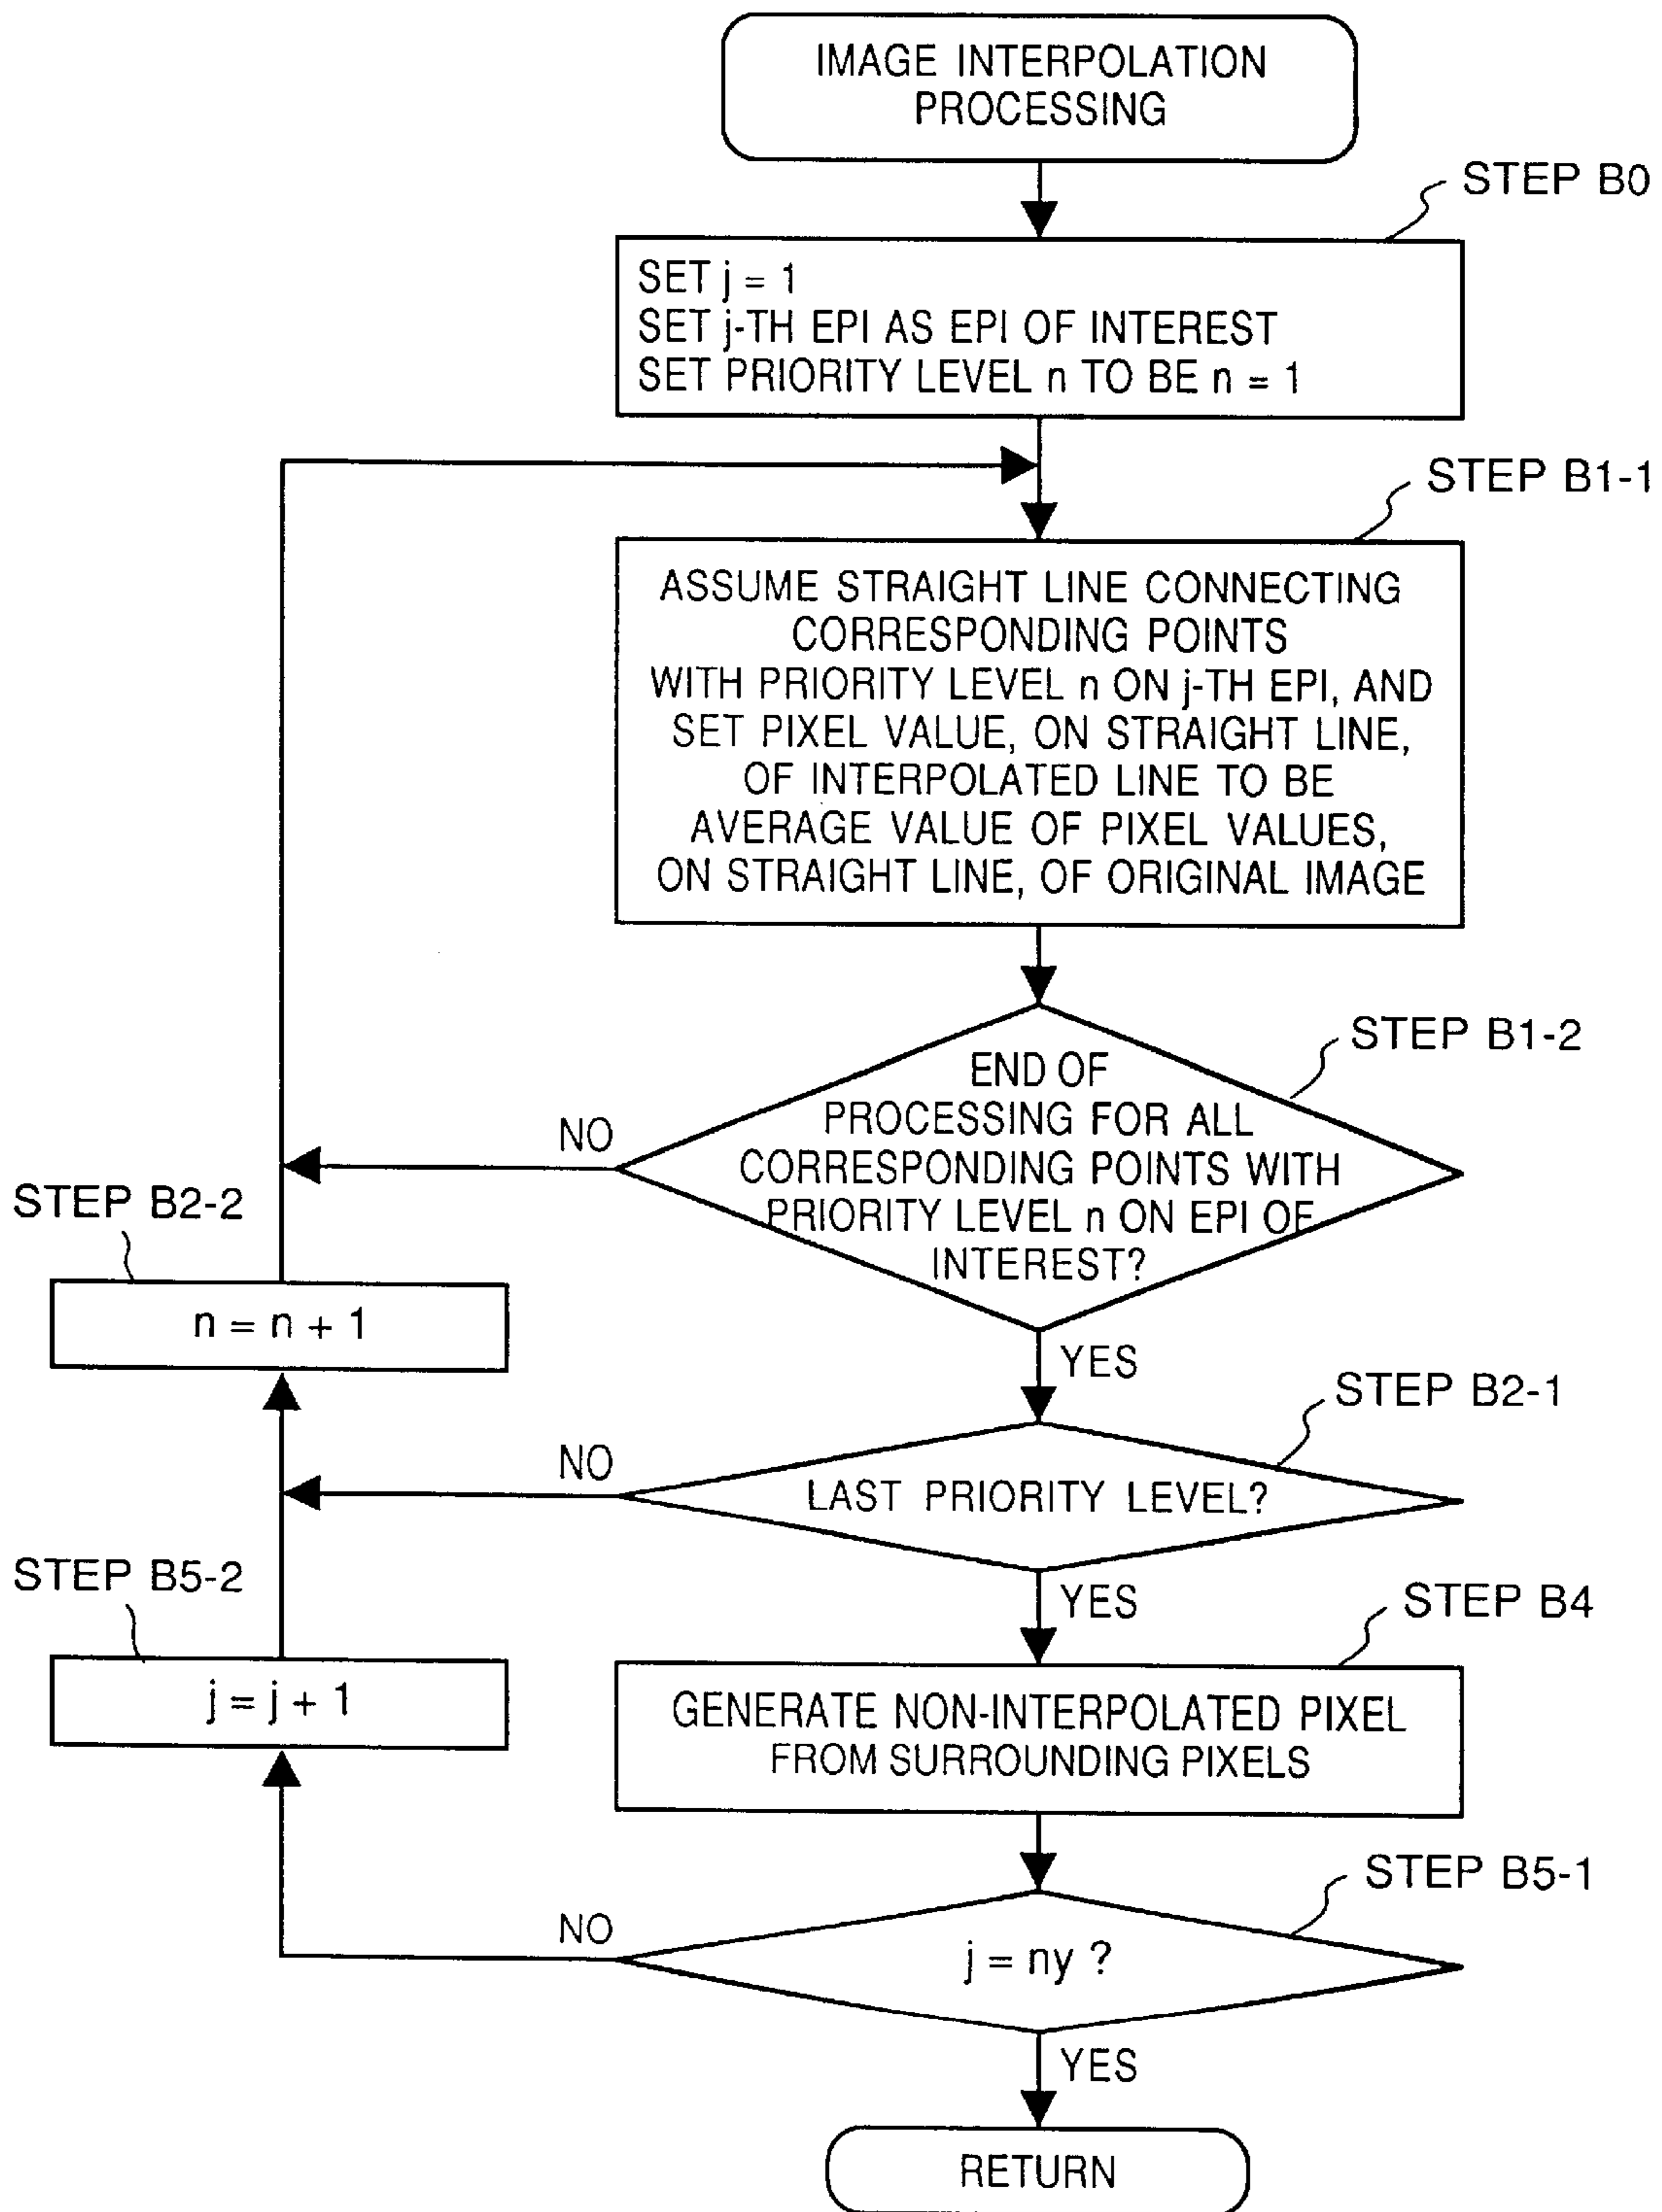 IMAGE INTERPOLATION
PROCESSING
STEP B0
SET j = 1
SET j-TH EPI AS EPI OF INTEREST
SET PRIORITY LEVEL n TO BE n = 1
STEP B1-1
ASSUME STRAIGHT LINE CONNECTING
CORRESPONDING POINTS
WITH PRIORITY LEVEL n ON j-TH EPI, AND
SET PIXEL VALUE, ON STRAIGHT LINE,
OF INTERPOLATED LINE TO BE
AVERAGE VALUE OF PIXEL VALUES,
ON STRAIGHT LINE, OF ORIGINAL IMAGE
STEP B1-2
END OF
PROCESSING FOR ALL
CORRESPONDING POINTS WITH
PRIORITY LEVEL n ON EPI OF
INTEREST?
NO
YES
STEP B2-2
n = n + 1
STEP B2-1
LAST PRIORITY LEVEL?
NO
YES
STEP B5-2
j = j + 1
STEP B4
GENERATE NON-INTERPOLATED PIXEL
FROM SURROUNDING PIXELS
STEP B5-1
j = ny ?
NO
YES
RETURN